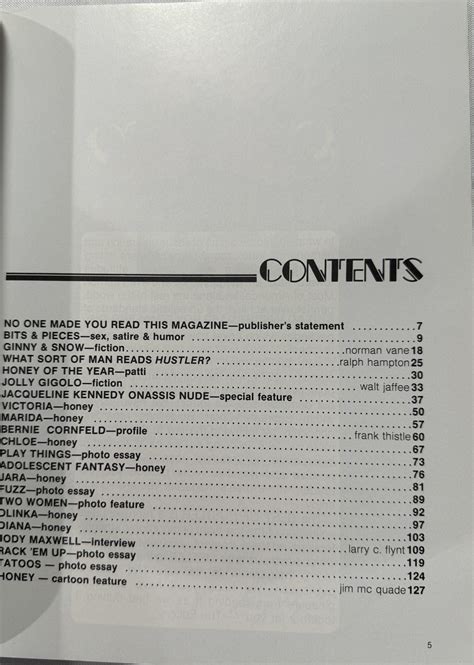 CONTENTS
NO ONE MADE YOU READ THIS MAGAZINE—publisher's statement ............7
BITS & PIECES—sex, satire & humor ............9
GINNY & SNOW—fiction ............norman vane 18
WHAT SORT OF MAN READS HUSTLER? ............ralph hampton 25
HONEY OF THE YEAR—patti ............30
JOLLY GIGOLO—fiction ............walt jaffee 33
JACQUELINE KENNEDY ONASSIS NUDE—special feature ............37
VICTORIA—honey ............50
MARIDA—honey ............57
BERNIE CORNFELD—profile ............frank thistle 60
CHLOE—honey ............67
PLAY THINGS—photo essay ............73
ADOLESCENT FANTASY—honey ............76
JARA—honey ............81
FUZZ—photo essay ............89
TWO WOMEN—photo feature ............92
OLINKA—honey ............97
DIANA—honey ............103
JODY MAXWELL—interview ............larry c. flynt 109
RACK 'EM UP—photo essay ............119
TATOOS — photo essay ............124
HONEY — cartoon feature ............jim mc quade 127
5